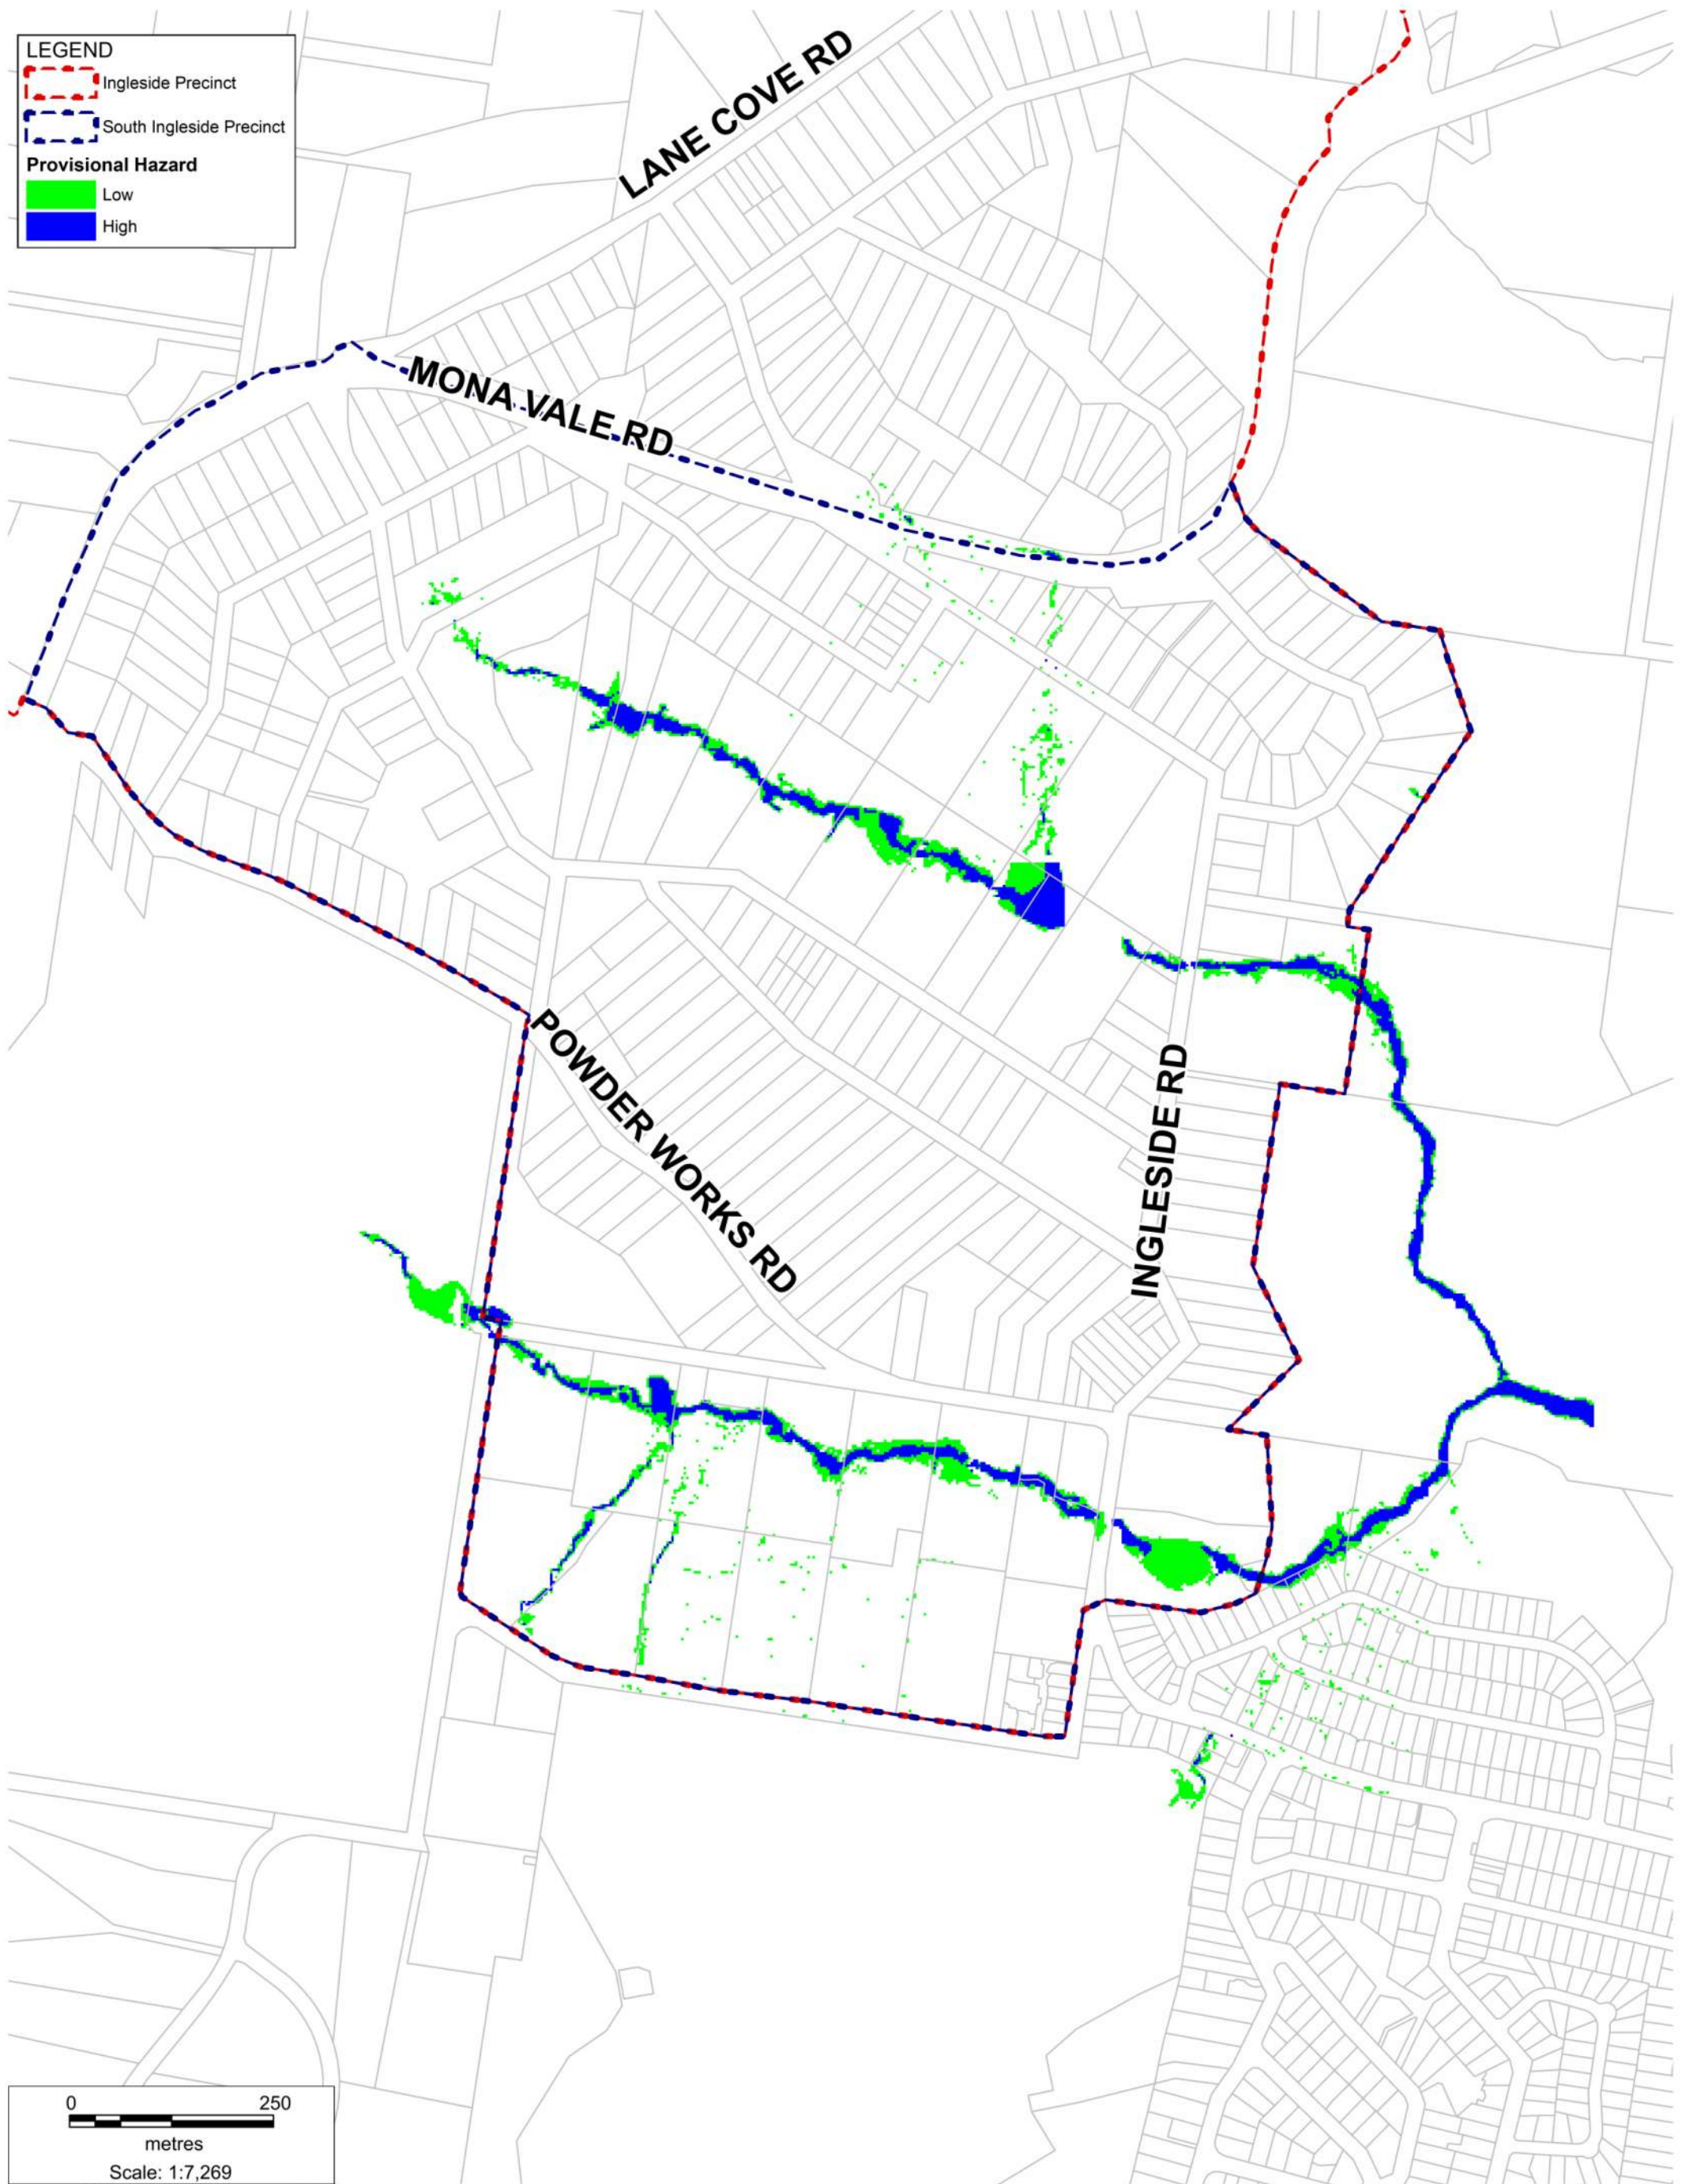 LEGEND
Ingleside Precinct
South Ingleside Precinct
Provisional Hazard
Low
High
LANE COVE RD
MONA VALE RD
POWDER WORKS RD
INGLESIDE RD
0 250
metres
Scale: 1:7,269